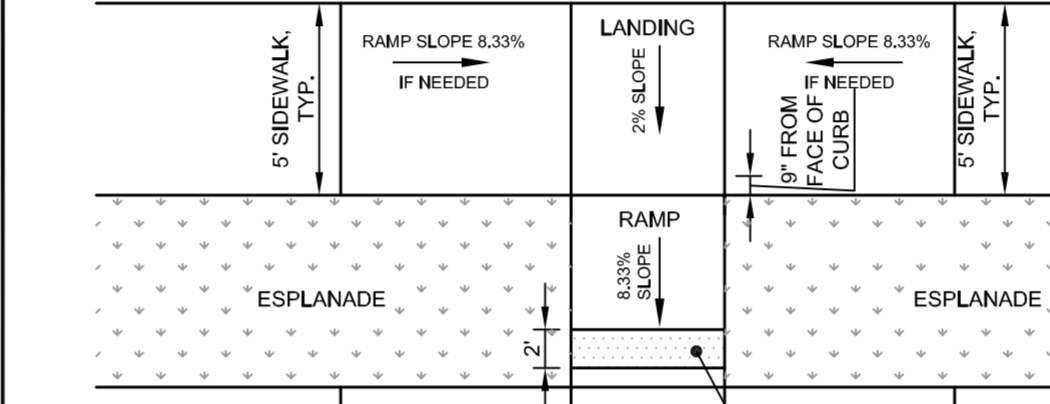 5' SIDEWALK,
TYP.
RAMP SLOPE 8.33%
IF NEEDED
LANDING
2% SLOPE
RAMP SLOPE 8.33%
IF NEEDED
9" FROM
FACE OF
CURB
5' SIDEWALK,
TYP.
RAMP
8.33%
SLOPE
ESPLANADE
ESPLANADE
2'